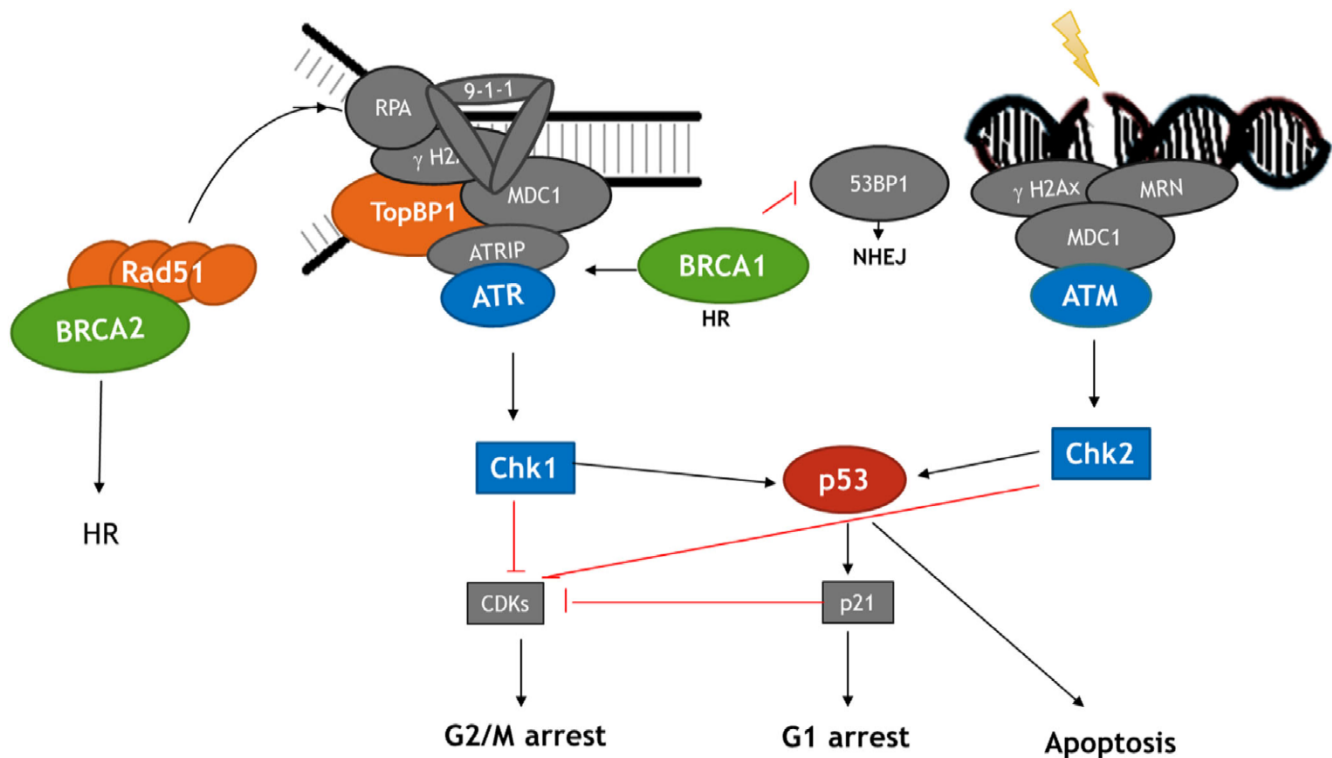 9-1-1
RPA
γ H2
MDC1
TopBP1
ATRIP
ATR
Rad51
BRCA2
HR
BRCA1
HR
53BP1
NHEJ
γ H2Ax
MRN
MDC1
ATM
Chk1
p53
Chk2
CDKs
p21
G2/M arrest
G1 arrest
Apoptosis